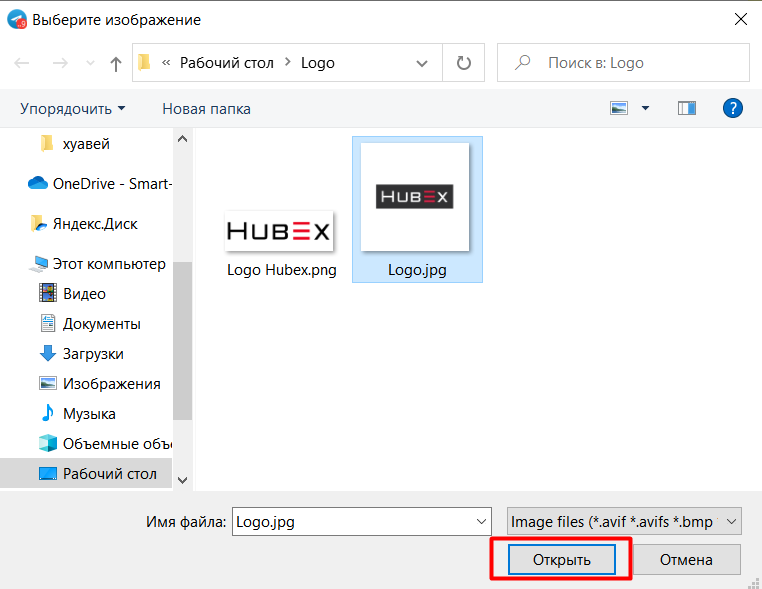 Выберите изображение
« Рабочий стол > Logo
Поиск в: Logo
Упорядочить
Новая папка
хуавей
OneDrive - Smart-
Яндекс.Диск
Этот компьютер
Видео
Документы
Загрузки
Изображения
Музыка
Объемные объе
Рабочий стол
HUBEX
Logo Hubex.png
HUBEX
Logo.jpg
Имя файла: Logo.jpg
Image files (*.avif *.avifs *.bmp
Открыть
Отмена